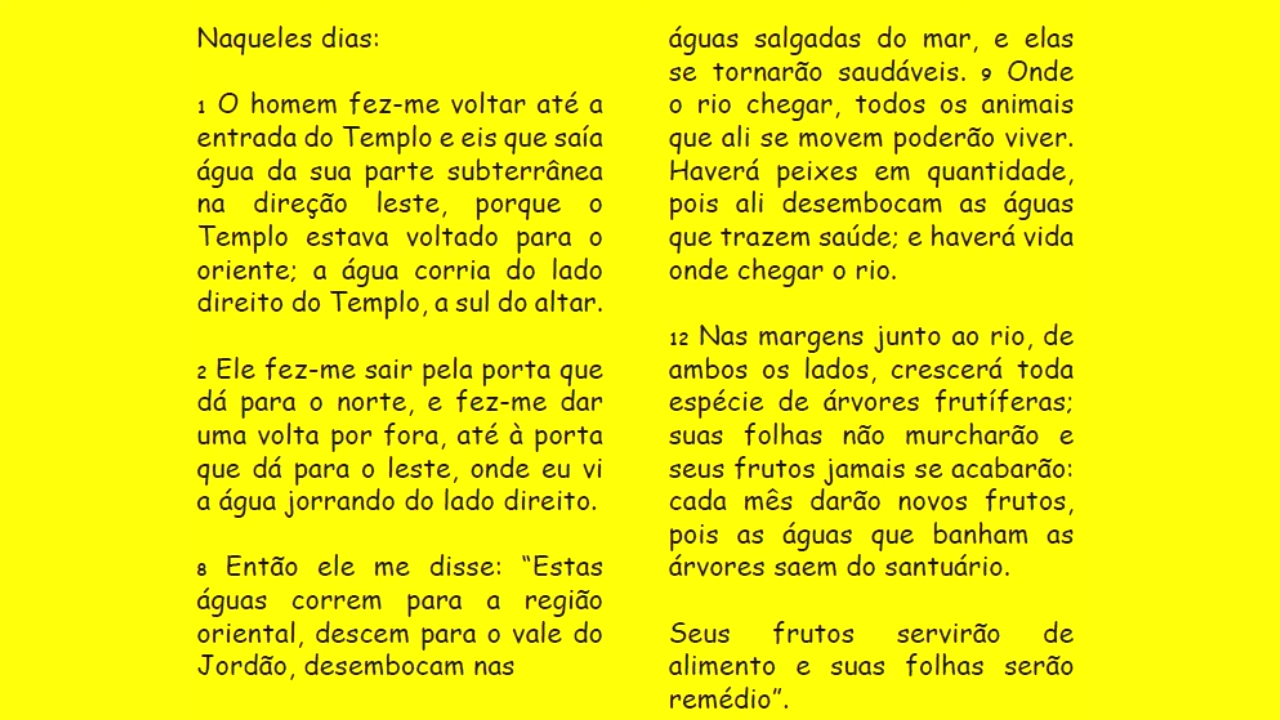 Naqueles dias:
1 O homem fez-me voltar até a
entrada do Templo e eis que saía
água da sua parte subterrânea
na direção leste, porque o
Templo estava voltado para o
oriente; a água corria do lado
direito do Templo, a sul do altar.
2 Ele fez-me sair pela porta que
dá para o norte, e fez-me dar
uma volta por fora, até à porta
que dá para o leste, onde eu vi
a água jorrando do lado direito.
8 Então ele me disse: “Estas
águas correm para a região
oriental, descem para o vale do
Jordão, desembocam nas
águas salgadas do mar, e elas
se tornarão saudáveis. 9 Onde
o rio chegar, todos os animais
que ali se movem poderão viver.
Haverá peixes em quantidade,
pois ali desembocam as águas
que trazem saúde; e haverá vida
onde chegar o rio.
12 Nas margens junto ao rio, de
ambos os lados, crescerá toda
espécie de árvores frutíferas;
suas folhas não murcharão e
seus frutos jamais se acabarão:
cada mês darão novos frutos,
pois as águas que banham as
árvores saem do santuário.
Seus frutos servirão de
alimento e suas folhas serão
remédio”.